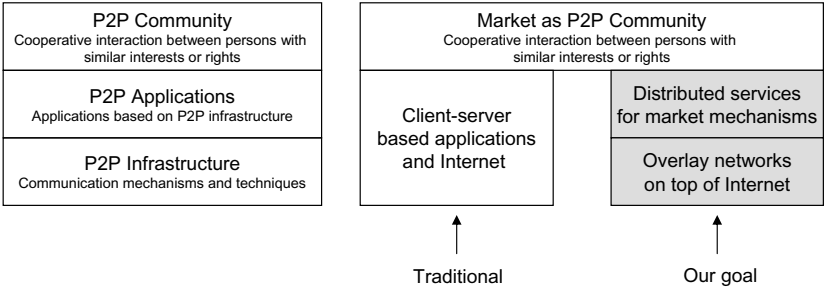 P2P Community
Cooperative interaction between persons with
similar interests or rights
P2P Applications
Applications based on P2P infrastructure
P2P Infrastructure
Communication mechanisms and techniques
Market as P2P Community
Cooperative interaction between persons with
similar interests or rights
Client-server
based applications
and Internet
Distributed services
for market mechanisms
Overlay networks
on top of Internet
Traditional
Our goal